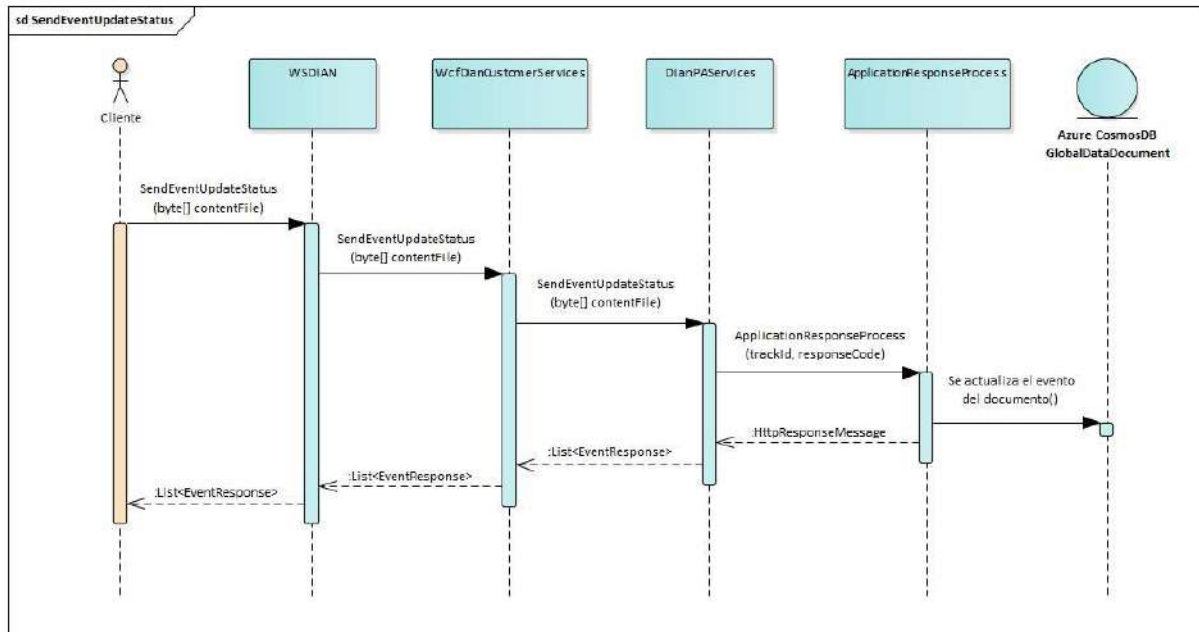 sd SendEventUpdateStatus
WSDIAN
WcfDianCustomerServices
DianPAServices
ApplicationResponseProcess
Cliente
Azure CosmosDB
GlobalDataDocument
SendEventUpdateStatus
(byte[] contentFile)
SendEventUpdateStatus
(byte[] contentFile)
SendEventUpdateStatus
(byte[] contentFile)
ApplicationResponseProcess
(trackId, responseCode)
Se actualiza el evento
del documento()
:HttpResponseMessage
:List<EventResponse>
:List<EventResponse>
:List<EventResponse>